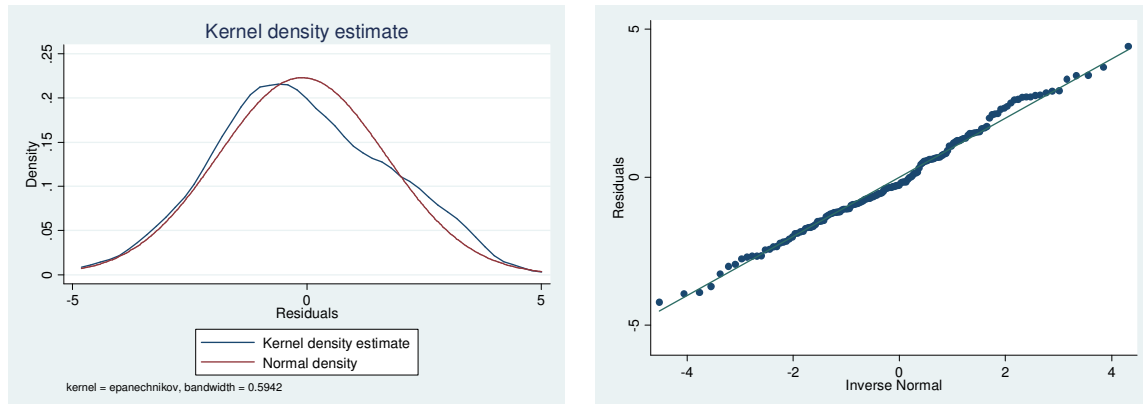 Kernel density estimate
.25
.2
.15
.1
.05
0
Density
-5
0
5
Residuals
Kernel density estimate
Normal density
kernel = epanechnikov, bandwidth = 0.5942
5
0
-5
Residuals
-4
-2
0
2
4
Inverse Normal